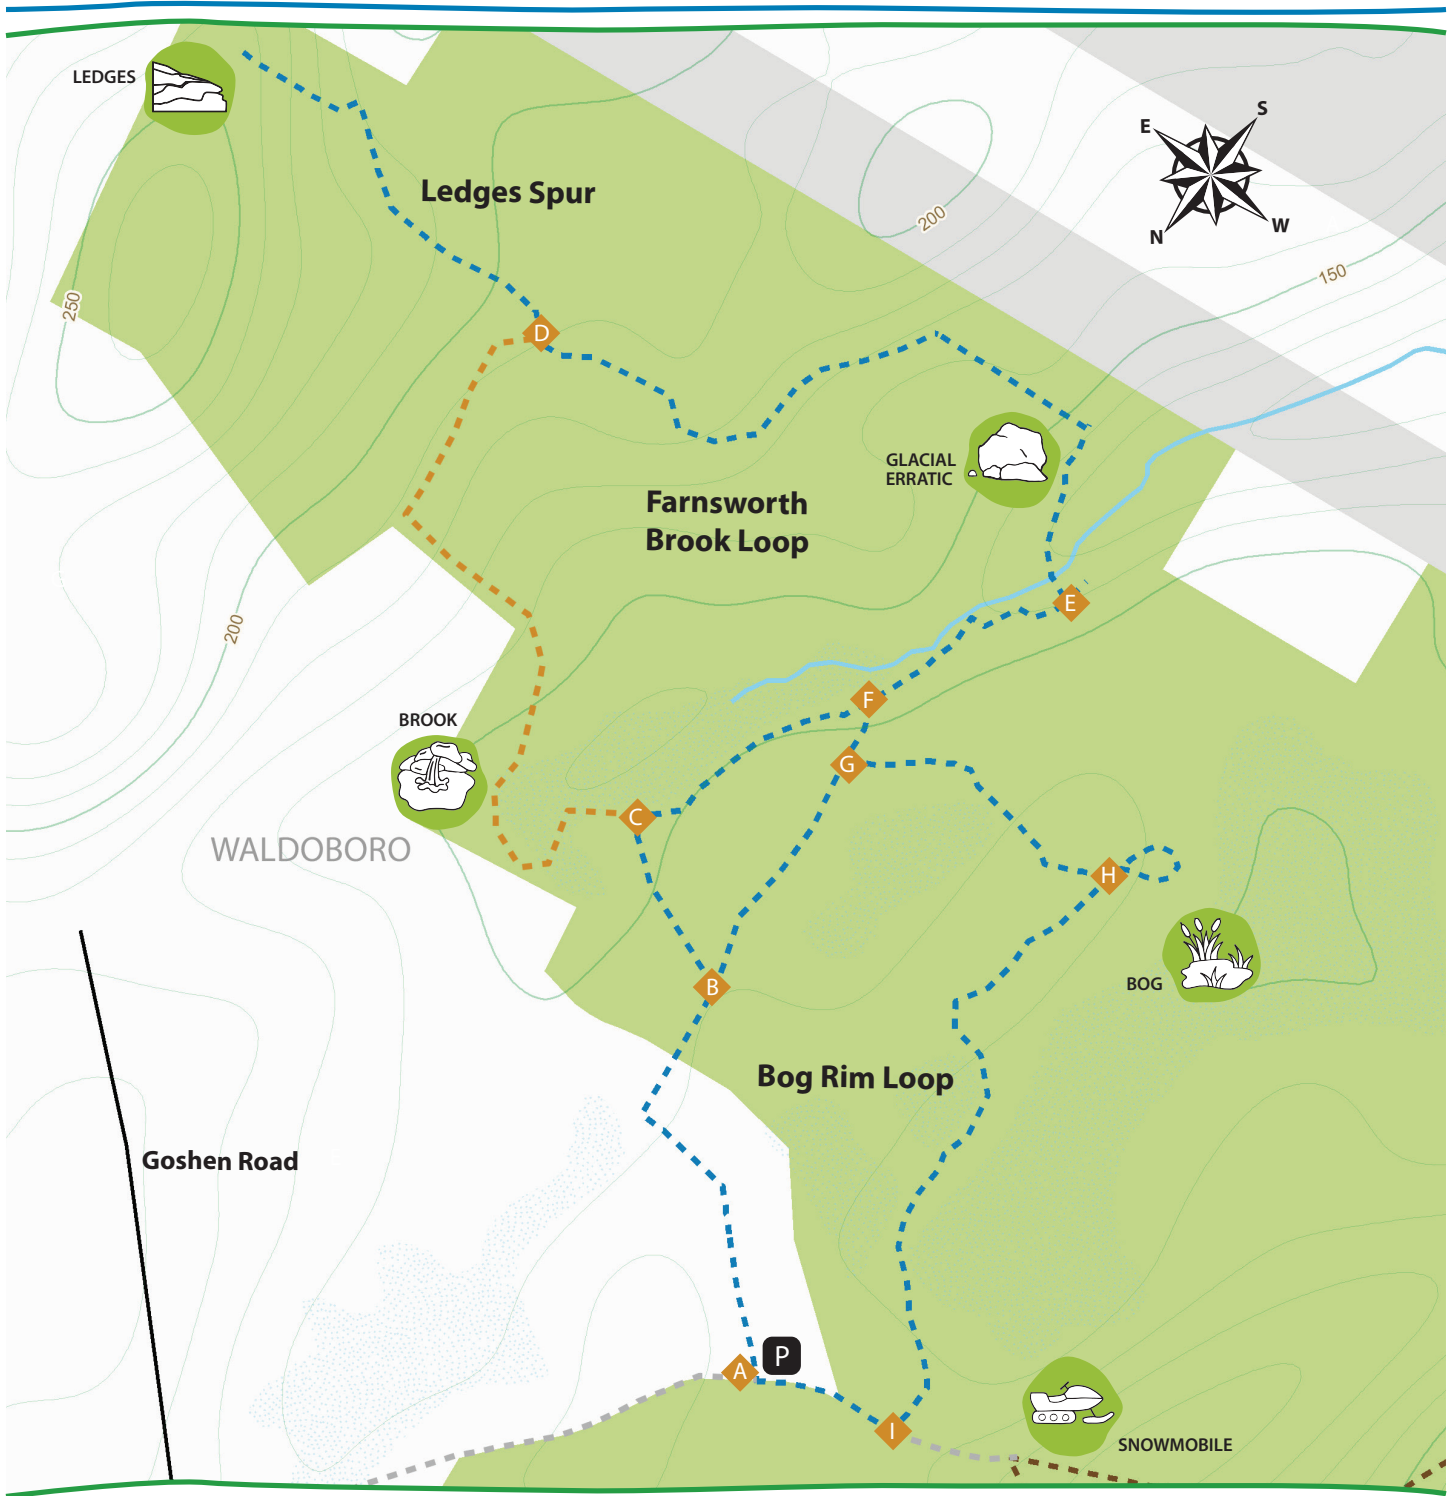 LEDGES
E
S
N
W
Ledges Spur
200
150
250
D
GLACIAL
ERRATIC
Farnsworth
Brook Loop
E
200
F
BROOK
G
C
WALDOBORO
H
B
BOG
Bog Rim Loop
Goshen Road
A
P
I
SNOWMOBILE